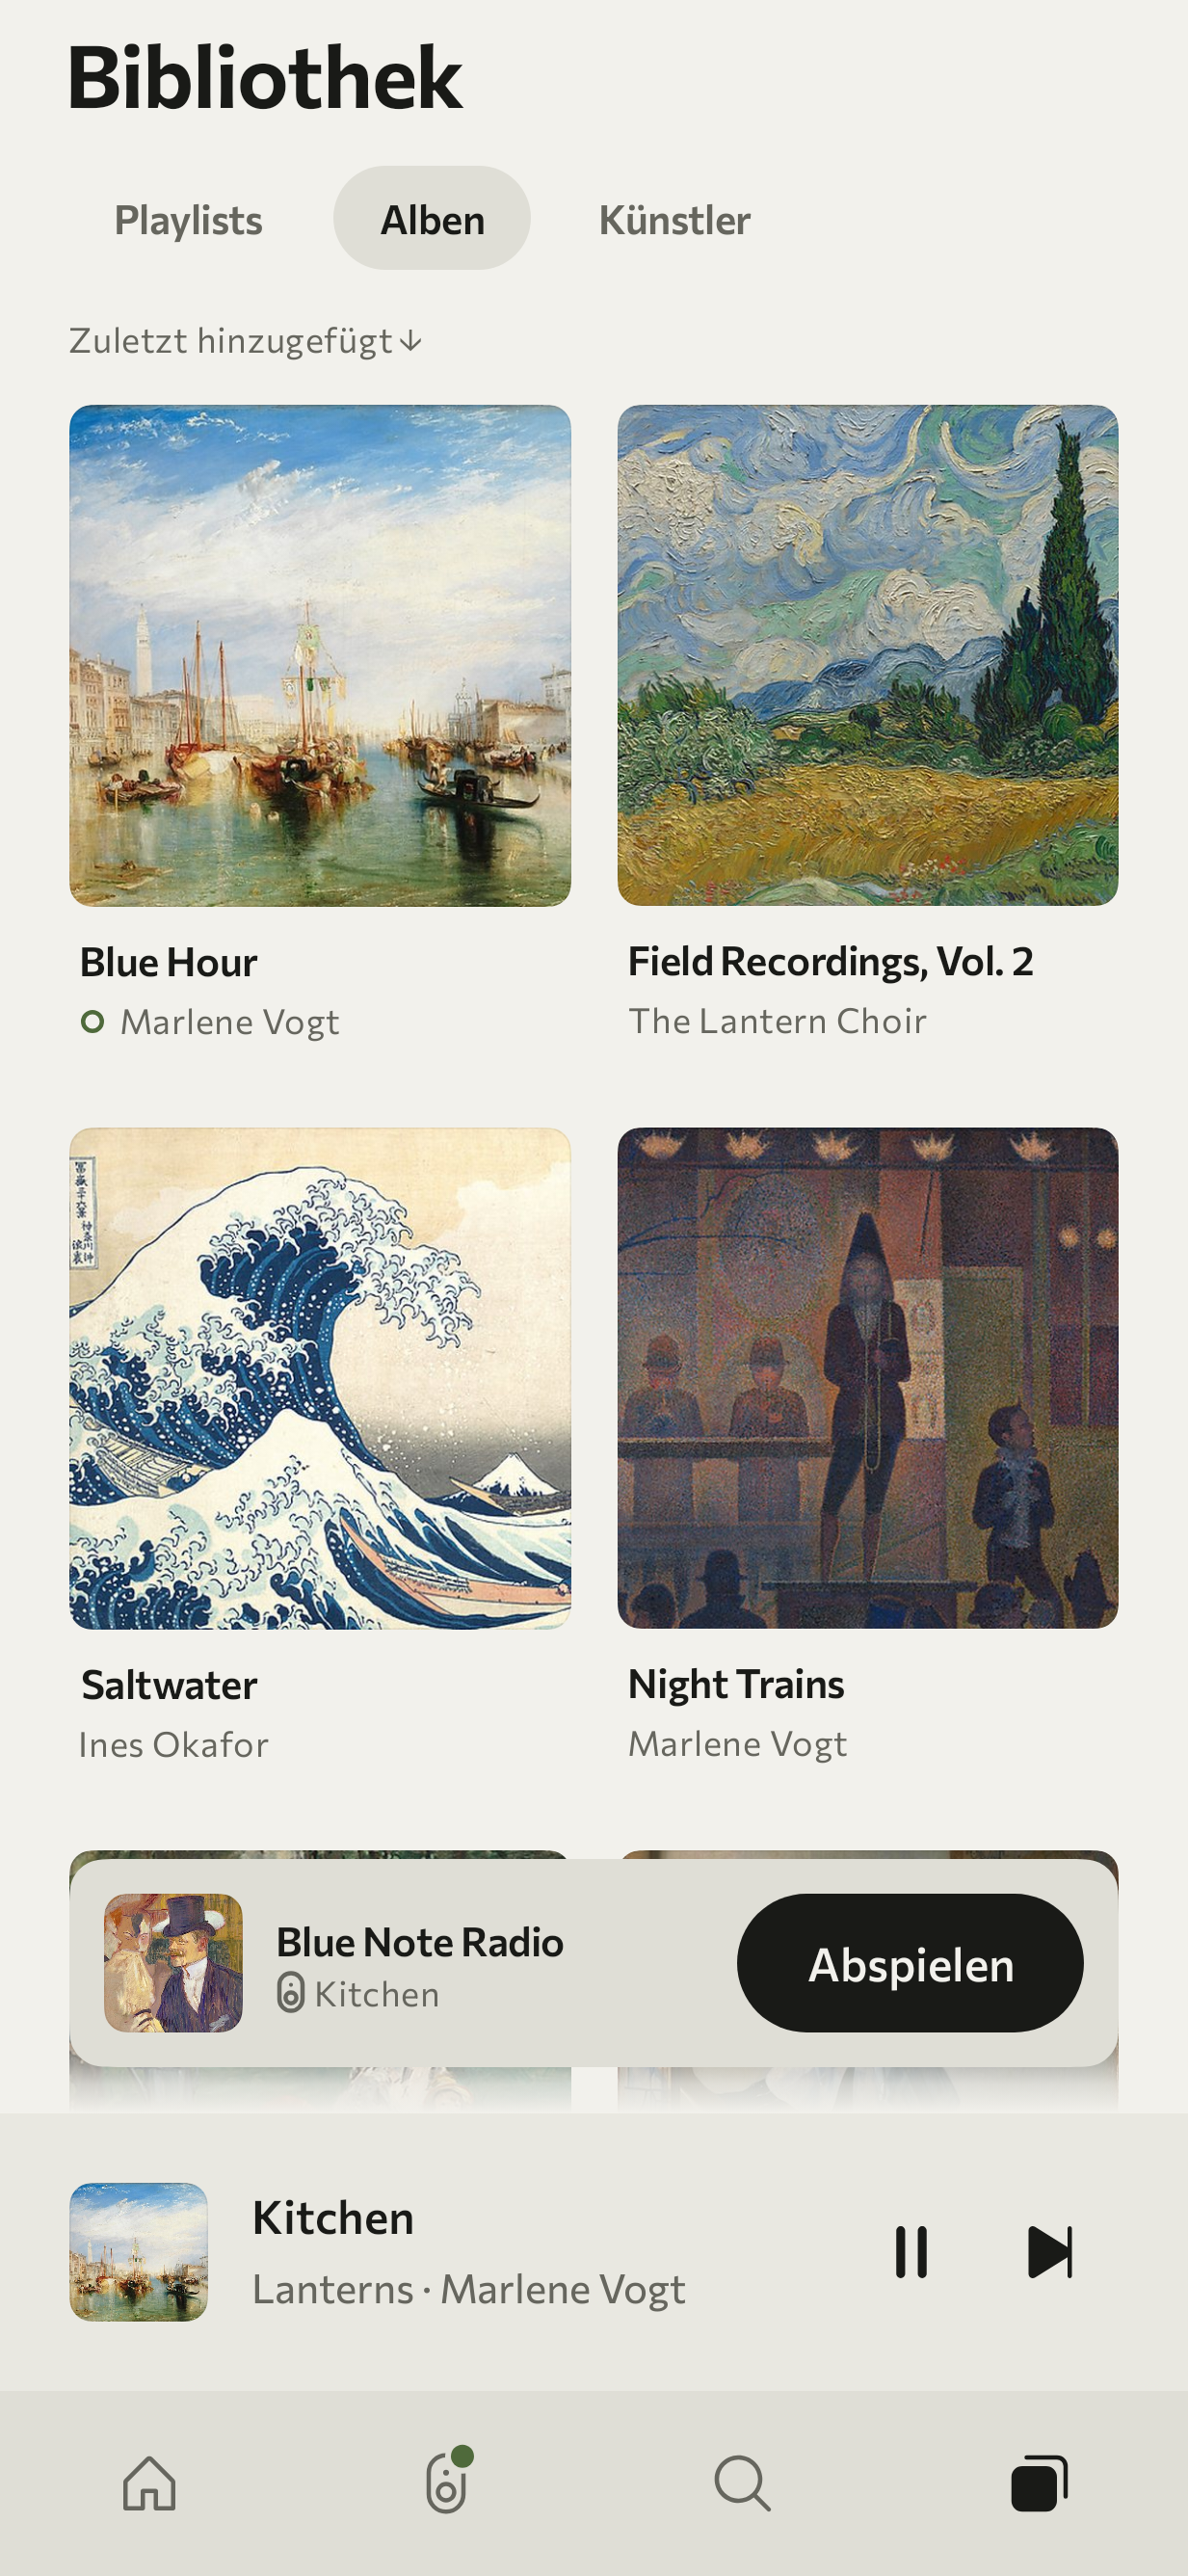 Bibliothek
Playlists Alben Künstler
Zuletzt hinzugefügt ↓
Blue Hour
Marlene Vogt
Field Recordings, Vol. 2
The Lantern Choir
Saltwater
Ines Okafor
Night Trains
Marlene Vogt
Blue Note Radio
Kitchen
Abspielen
Kitchen
Lanterns · Marlene Vogt